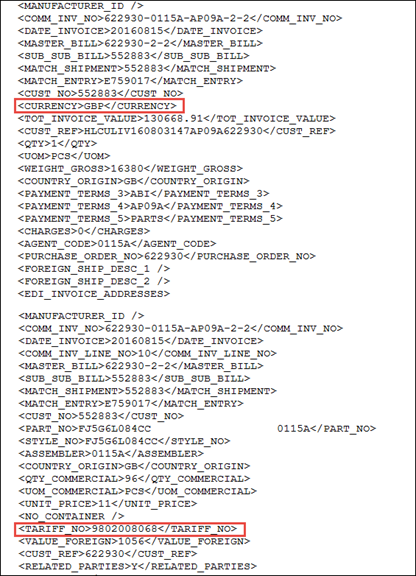 <MANUFACTURER_ID />
<COMM_INV_NO>622930-0115A-AP09A-2-2</COMM_INV_NO>
<DATE_INVOICE>20160815</DATE_INVOICE>
<MASTER_BILL>622930-2-2</MASTER_BILL>
<SUB_SUB_BILL>552883</SUB_SUB_BILL>
<MATCH_SHIPMENT>552883</MATCH_SHIPMENT>
<MATCH_ENTRY>E759017</MATCH_ENTRY>
<CUST_NO>552883</CUST_NO>
<CURRENCY>GBP</CURRENCY>
<TOT_INVOICE_VALUE>130668.91</TOT_INVOICE_VALUE>
<CUST_REF>HLCULIV160803147AP09A622930</CUST_REF>
<QTY>1</QTY>
<UOM>PCS</UOM>
<WEIGHT_GROSS>16380</WEIGHT_GROSS>
<COUNTRY_ORIGIN>GB</COUNTRY_ORIGIN>
<PAYMENT_TERMS_3>ABI</PAYMENT_TERMS_3>
<PAYMENT_TERMS_4>AP09A</PAYMENT_TERMS_4>
<PAYMENT_TERMS_5>PARTS</PAYMENT_TERMS_5>
<CHARGES>0</CHARGES>
<AGENT_CODE>0115A</AGENT_CODE>
<PURCHASE_ORDER_NO>622930</PURCHASE_ORDER_NO>
<FOREIGN_SHIP_DESC_1 />
<FOREIGN_SHIP_DESC_2 />
<EDI_INVOICE_ADDRESSES>
<MANUFACTURER_ID />
<COMM_INV_NO>622930-0115A-AP09A-2-2</COMM_INV_NO>
<DATE_INVOICE>20160815</DATE_INVOICE>
<COMM_INV_LINE_NO>10</COMM_INV_LINE_NO>
<MASTER_BILL>622930-2-2</MASTER_BILL>
<SUB_SUB_BILL>552883</SUB_SUB_BILL>
<MATCH_SHIPMENT>552883</MATCH_SHIPMENT>
<MATCH_ENTRY>E759017</MATCH_ENTRY>
<CUST_NO>552883</CUST_NO>
<PART_NO>FJ5G6L084CC 0115A</PART_NO>
<STYLE_NO>FJ5G6L084CC</STYLE_NO>
<ASSEMBLER>0115A</ASSEMBLER>
<COUNTRY_ORIGIN>GB</COUNTRY_ORIGIN>
<QTY_COMMERCIAL>96</QTY_COMMERCIAL>
<UOM_COMMERCIAL>PCS</UOM_COMMERCIAL>
<UNIT_PRICE>11</UNIT_PRICE>
<NO_CONTAINER />
<TARIFF_NO>9802008068</TARIFF_NO>
<VALUE_FOREIGN>1056</VALUE_FOREIGN>
<CUST_REF>622930</CUST_REF>
<RELATED_PARTIES>Y</RELATED_PARTIES>